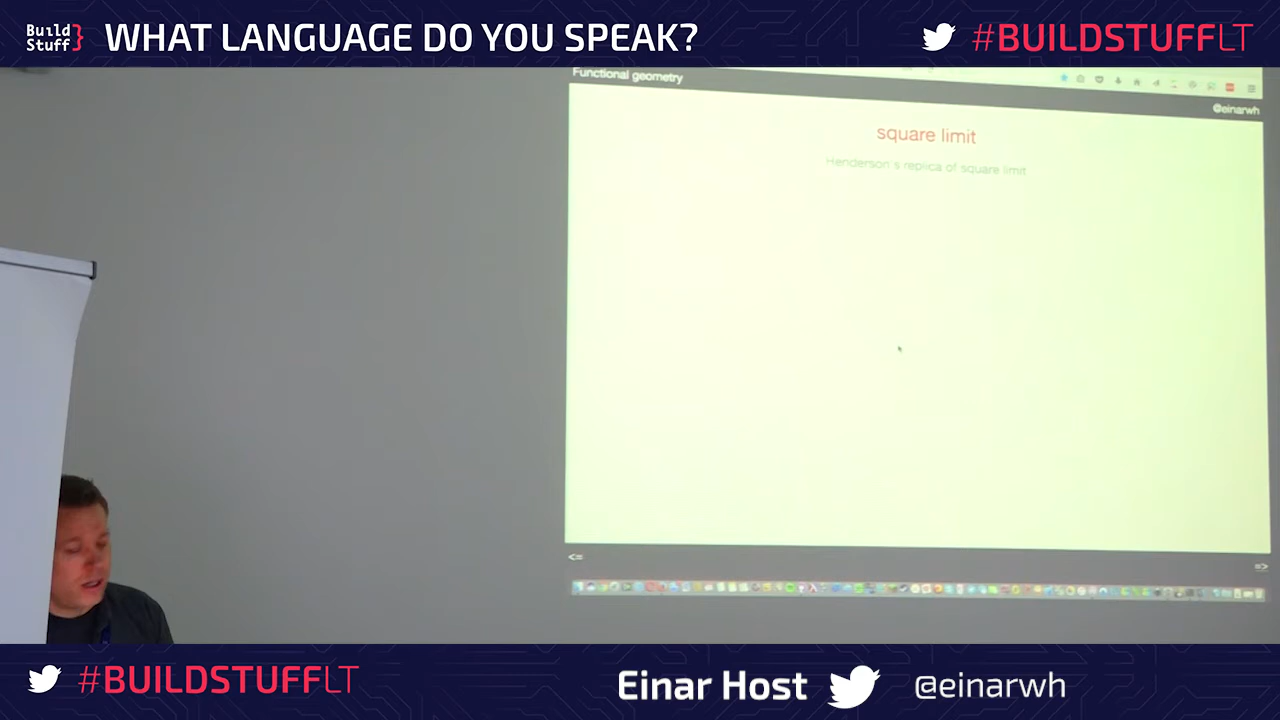 Build
Stuff}
WHAT LANGUAGE DO YOU SPEAK?
#BUILDSTUFFLT
Functional geometry
@einarwh
square limit
Henderson's replica of square limit
<=
=>
#BUILDSTUFFLT
Einar Host
@einarwh